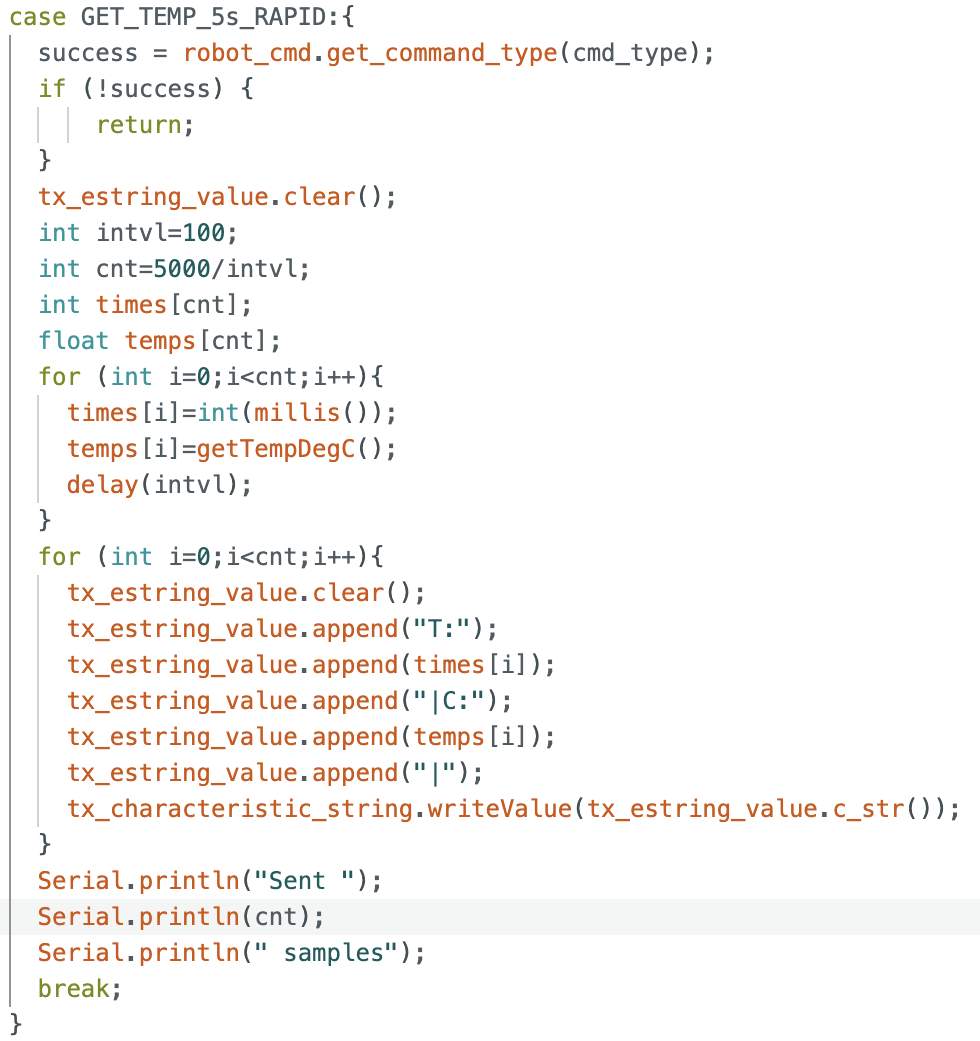 case GET_TEMP_5s_RAPID:{
  success = robot_cmd.get_command_type(cmd_type);
  if (!success) {
      return;
  }
  tx_estring_value.clear();
  int intvl=100;
  int cnt=5000/intvl;
  int times[cnt];
  float temps[cnt];
  for (int i=0;i<cnt;i++){
    times[i]=int(millis());
    temps[i]=getTempDegC();
    delay(intvl);
  }
  for (int i=0;i<cnt;i++){
    tx_estring_value.clear();
    tx_estring_value.append("T:");
    tx_estring_value.append(times[i]);
    tx_estring_value.append("|C:");
    tx_estring_value.append(temps[i]);
    tx_estring_value.append("|");
    tx_characteristic_string.writeValue(tx_estring_value.c_str());
  }
  Serial.println("Sent ");
  Serial.println(cnt);
  Serial.println(" samples");
  break;
}